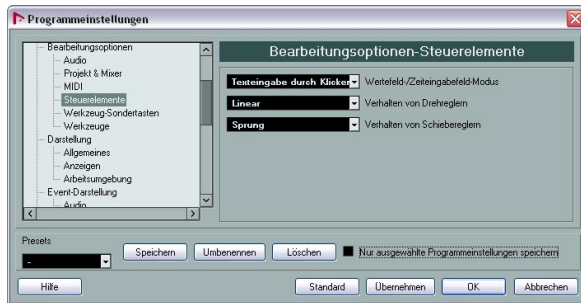 Programmeinstellungen
Bearbeitungsoptionen
Audio
Projekt & Mixer
MIDI
Steuerelemente
Werkzeug-Sondertasten
Werkzeuge
Darstellung
Allgemeines
Anzeigen
Arbeitsumgebung
Event-Darstellung
Audio
Bearbeitungsoptionen-Steuerelemente
Texteingabe durch Klicken Wertefeld-/Zeiteingabefeld-Modus
Linear Verhalten von Drehreglern
Sprung Verhalten von Schiebereglern
Presets
-
Speichern Umbenennen Löschen Nur ausgewählte Programmeinstellungen speichern
Hilfe Standard Übernehmen OK Abbrechen